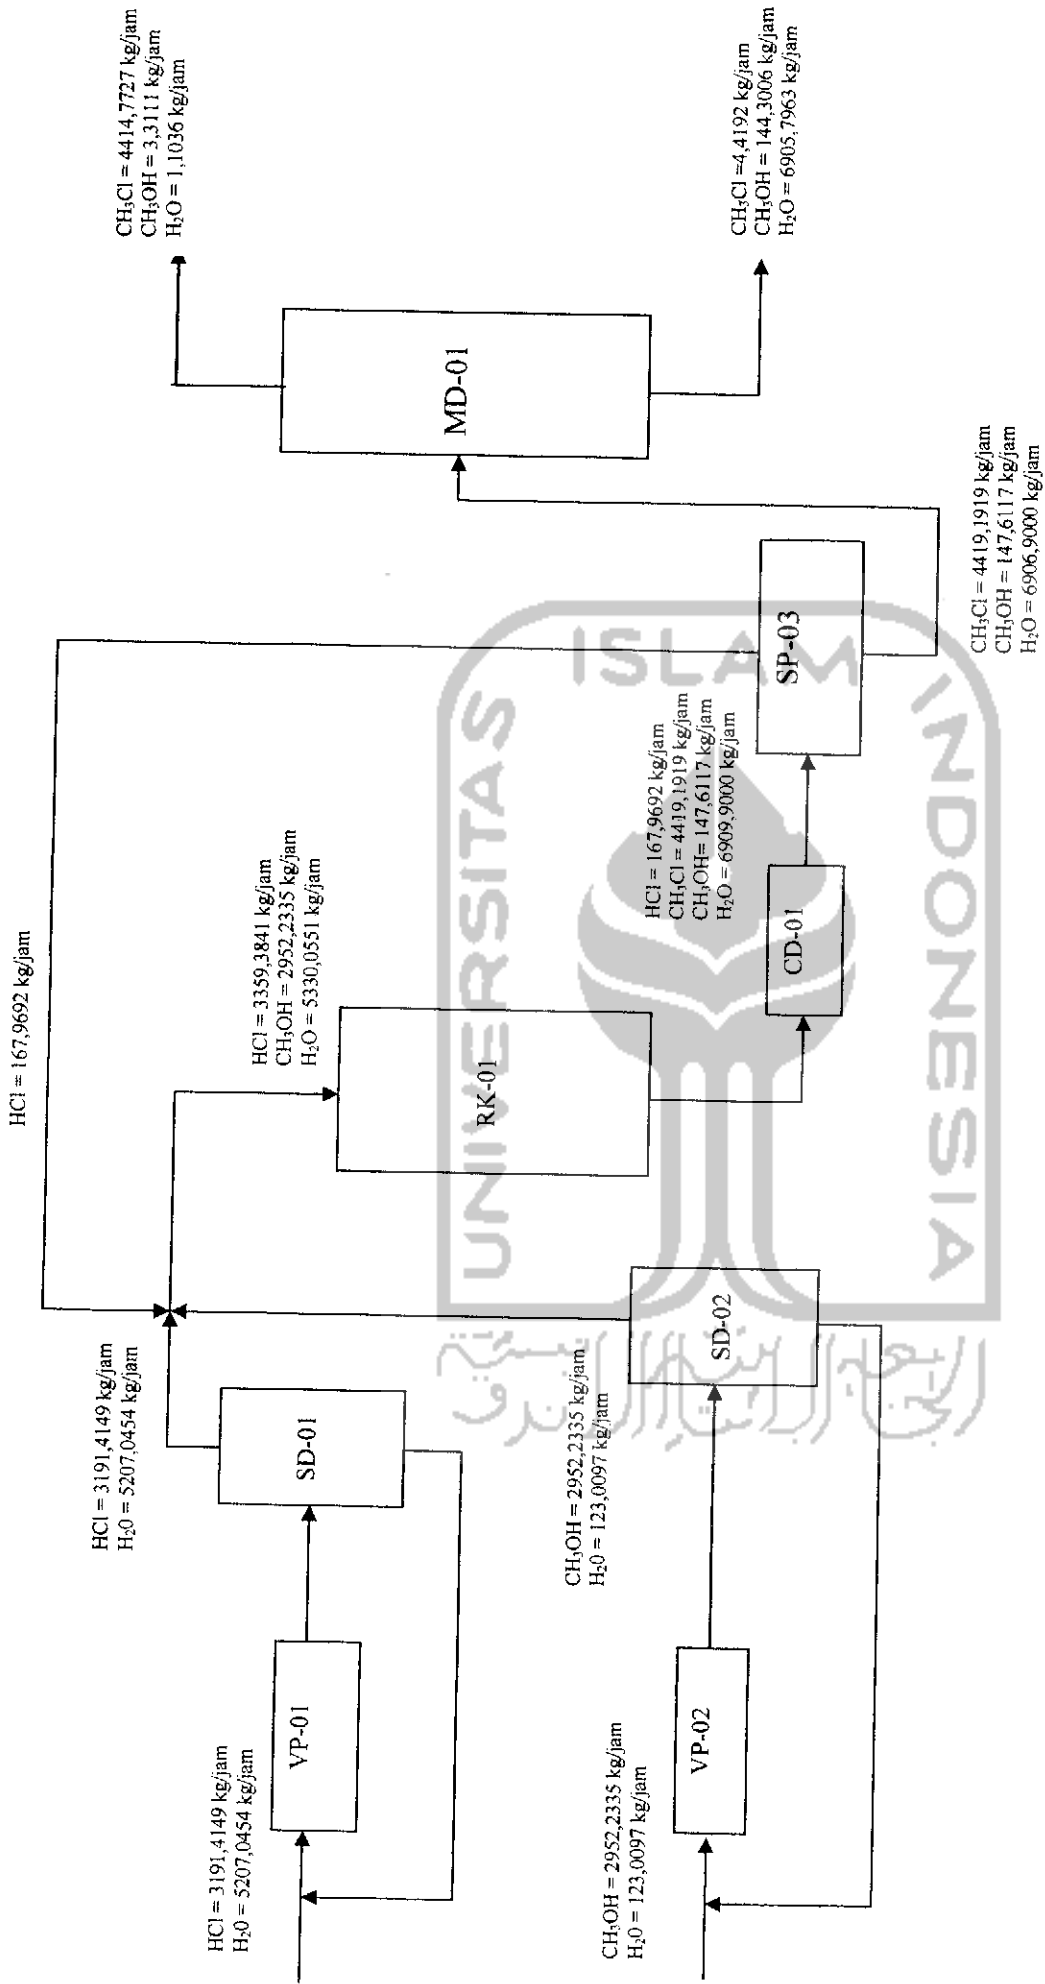 HCl = 3191,4149 kg/jam
H₂0 = 5207,0454 kg/jam
VP-01
SD-01
HCl = 3191,4149 kg/jam
H₂0 = 5207,0454 kg/jam
CH₃OH = 2952,2335 kg/jam
H₂0 = 123,0097 kg/jam
VP-02
CH₃OH = 2952,2335 kg/jam
H₂0 = 123,0097 kg/jam
SD-02
HCl = 167,9692 kg/jam
HCl = 3359,3841 kg/jam
CH₃OH = 2952,2335 kg/jam
H₂O = 5330,0551 kg/jam
RK-01
CD-01
HCl = 167,9692 kg/jam
CH₃Cl = 4419,1919 kg/jam
CH₃OH= 147,6117 kg/jam
H₂O = 6909,9000 kg/jam
SP-03
CH₃Cl = 4419,1919 kg/jam
CH₃OH = 147,6117 kg/jam
H₂O = 6906,9000 kg/jam
MD-01
CH₃Cl = 4414,7727 kg/jam
CH₃OH = 3,3111 kg/jam
H₂O = 1,1036 kg/jam
CH₃Cl =4,4192 kg/jam
CH₃OH = 144,3006 kg/jam
H₂O = 6905,7963 kg/jam
UNIVERSITAS
ISLAM
INDONESIA